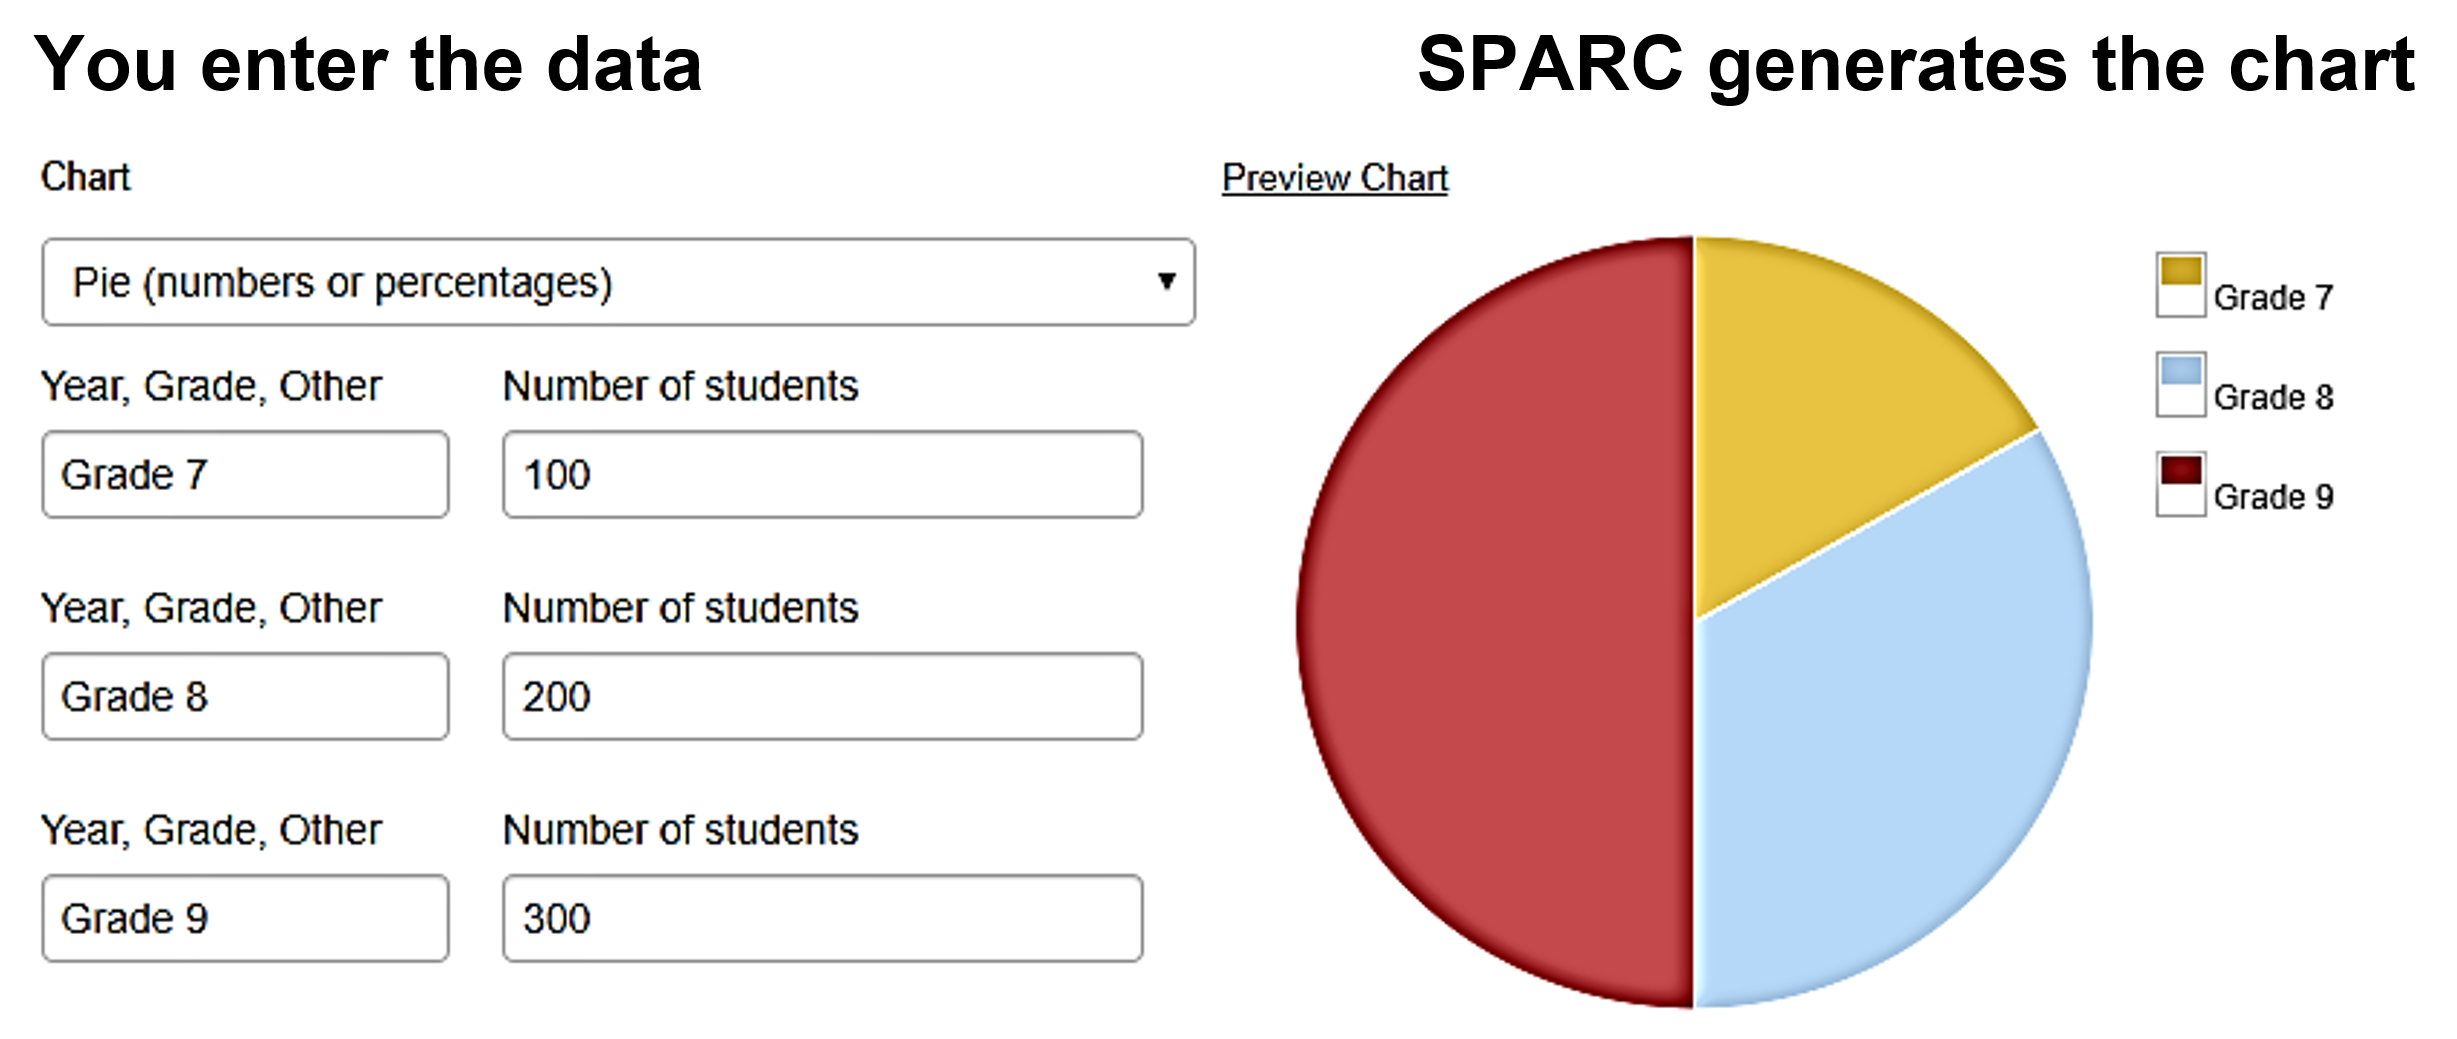 You enter the data
SPARC generates the chart
Chart
Pie (numbers or percentages)
Year, Grade, Other
Number of students
Grade 7
100
Year, Grade, Other
Number of students
Grade 8
200
Year, Grade, Other
Number of students
Grade 9
300
Preview Chart
Grade 7
Grade 8
Grade 9